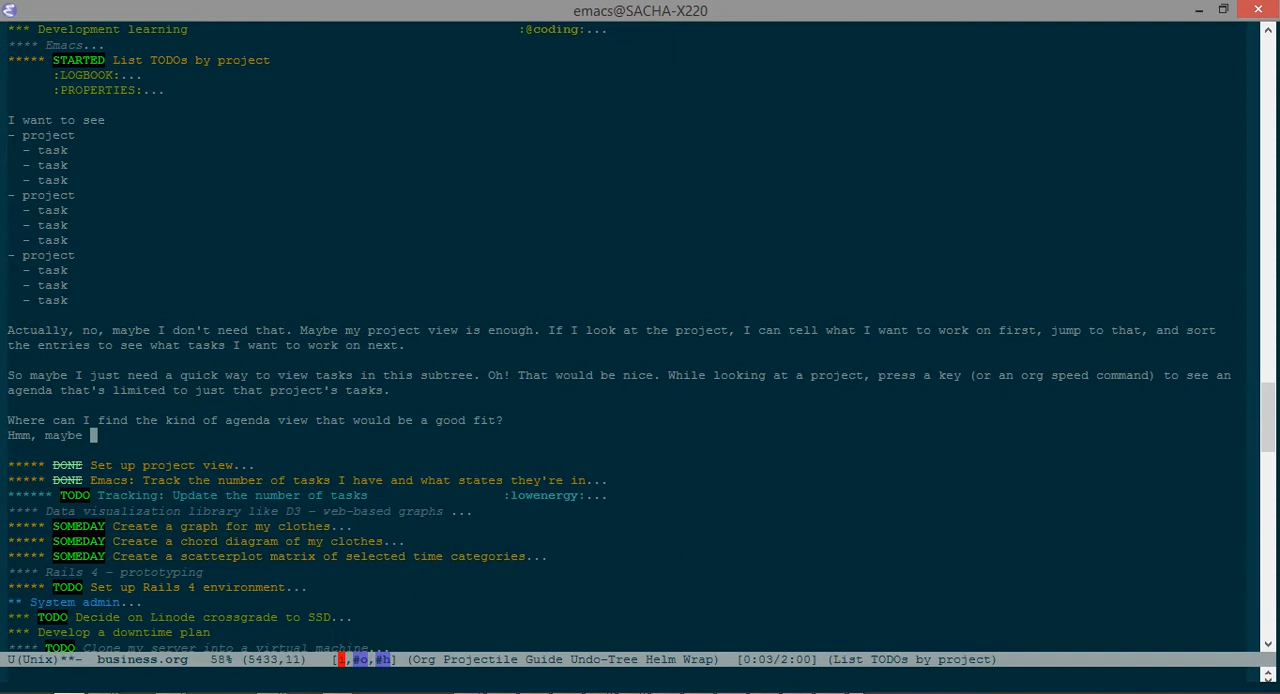 emacs@SACHA-X220
*** Development learning :@coding:...
**** Emacs...
***** STARTED List TODOs by project
:LOGBOOK:...
:PROPERTIES:...
I want to see
- project
- task
- task
- task
- project
- task
- task
- task
- project
- task
- task
- task
Actually, no, maybe I don't need that. Maybe my project view is enough. If I look at the project, I can tell what I want to work on first, jump to that, and sort
the entries to see what tasks I want to work on next.
So maybe I just need a quick way to view tasks in this subtree. Oh! That would be nice. While looking at a project, press a key (or an org speed command) to see an
agenda that's limited to just that project's tasks.
Where can I find the kind of agenda view that would be a good fit?
Hmm, maybe
***** DONE Set up project view...
***** DONE Emacs: Track the number of tasks I have and what states they're in...
****** TODO Tracking: Update the number of tasks :lowenergy:...
**** Data visualization library like D3 - web-based graphs ...
***** SOMEDAY Create a graph for my clothes...
***** SOMEDAY Create a chord diagram of my clothes...
***** SOMEDAY Create a scatterplot matrix of selected time categories...
**** Rails 4 - prototyping
***** TODO Set up Rails 4 environment...
** System admin...
*** TODO Decide on Linode crossgrade to SSD...
*** Develop a downtime plan
**** TODO Clone my server into a virtual machine...
U(Unix)**- business.org 58% (5433,11) [i,#o,#h] (Org Projectile Guide Undo-Tree Helm Wrap) [0:03/2:00] (List TODOs by project)